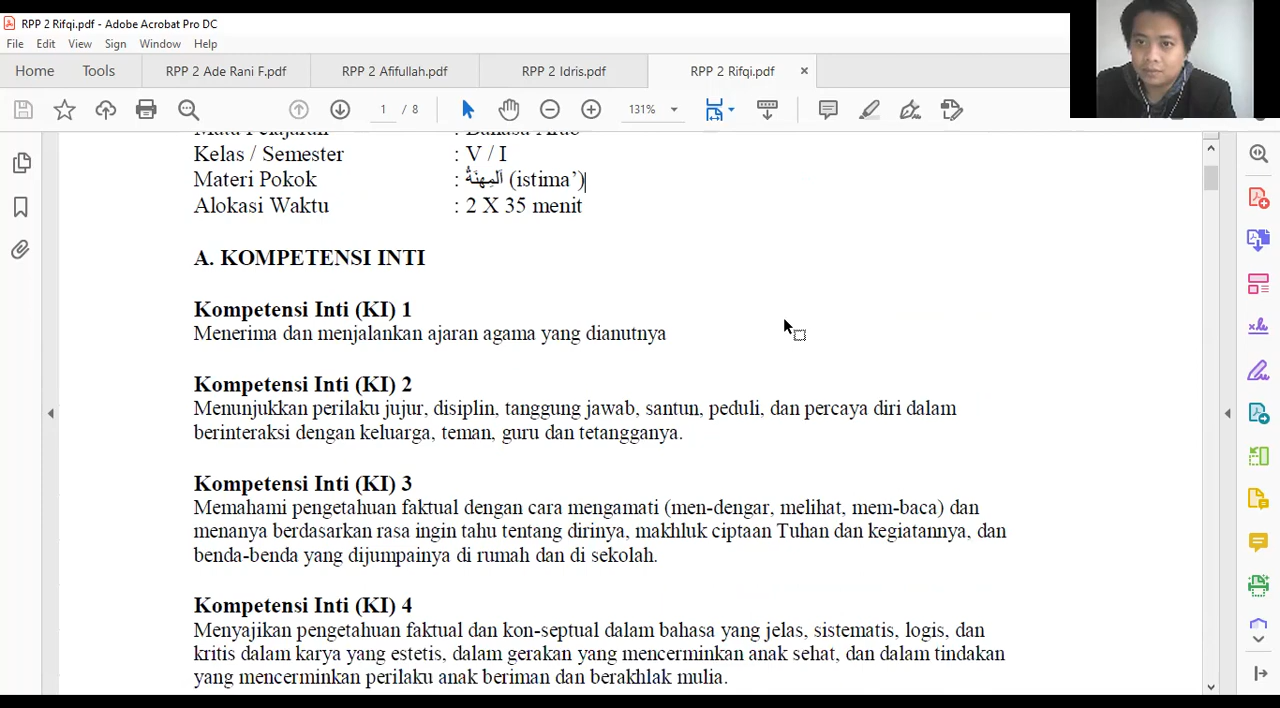 RPP 2 Rifqi.pdf - Adobe Acrobat Pro DC
File Edit View Sign Window Help
Home Tools RPP 2 Ade Rani F.pdf RPP 2 Afifullah.pdf RPP 2 Idris.pdf RPP 2 Rifqi.pdf ×
1 / 8 131%
Mata Pelajaran : Bahasa Arab
Kelas / Semester : V / I
Materi Pokok : اَلمِهنَةُ (istima’)
Alokasi Waktu : 2 X 35 menit
A. KOMPETENSI INTI
Kompetensi Inti (KI) 1
Menerima dan menjalankan ajaran agama yang dianutnya
Kompetensi Inti (KI) 2
Menunjukkan perilaku jujur, disiplin, tanggung jawab, santun, peduli, dan percaya diri dalam
berinteraksi dengan keluarga, teman, guru dan tetangganya.
Kompetensi Inti (KI) 3
Memahami pengetahuan faktual dengan cara mengamati (men-dengar, melihat, mem-baca) dan
menanya berdasarkan rasa ingin tahu tentang dirinya, makhluk ciptaan Tuhan dan kegiatannya, dan
benda-benda yang dijumpainya di rumah dan di sekolah.
Kompetensi Inti (KI) 4
Menyajikan pengetahuan faktual dan kon-septual dalam bahasa yang jelas, sistematis, logis, dan
kritis dalam karya yang estetis, dalam gerakan yang mencerminkan anak sehat, dan dalam tindakan
yang mencerminkan perilaku anak beriman dan berakhlak mulia.